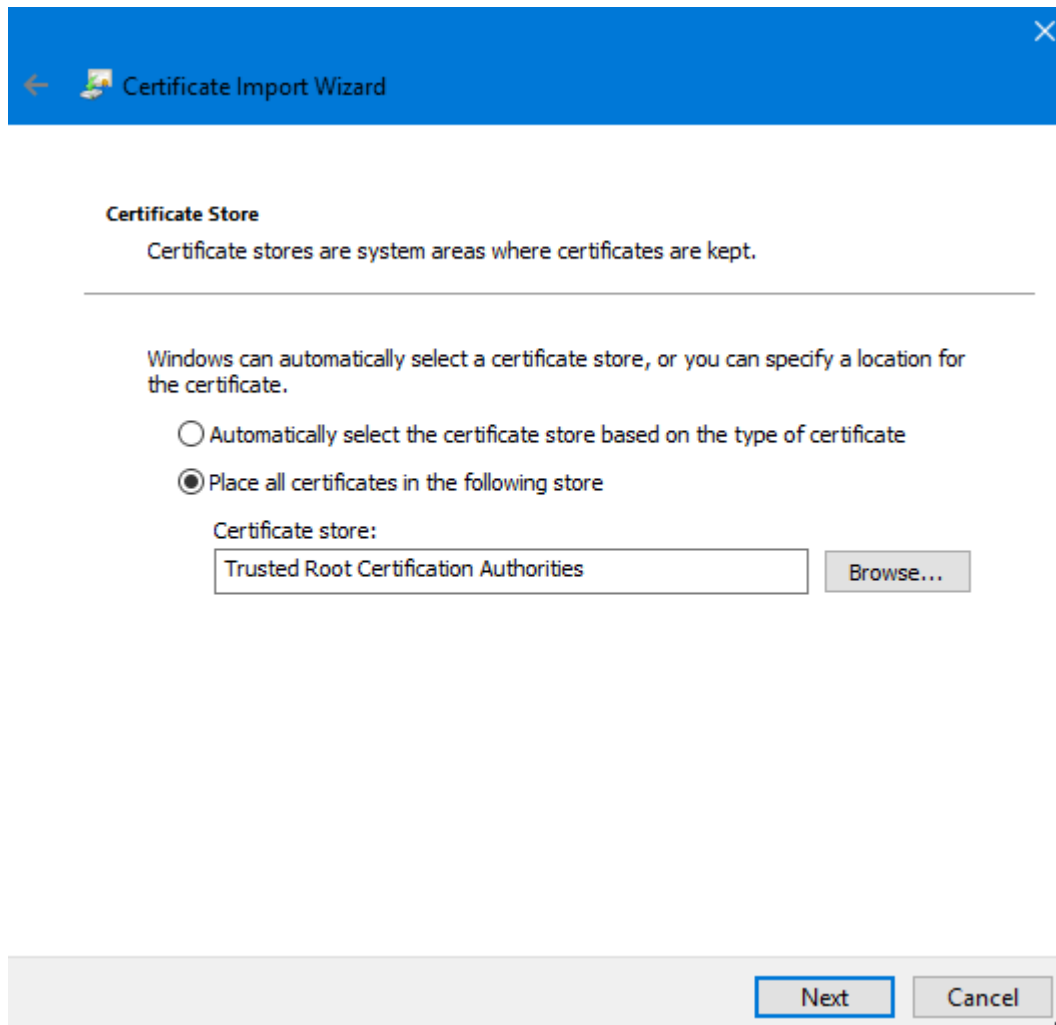 Certificate Import Wizard
Certificate Store
Certificate stores are system areas where certificates are kept.
Windows can automatically select a certificate store, or you can specify a location for
the certificate.
Automatically select the certificate store based on the type of certificate
Place all certificates in the following store
Certificate store:
Trusted Root Certification Authorities
Browse...
Next
Cancel